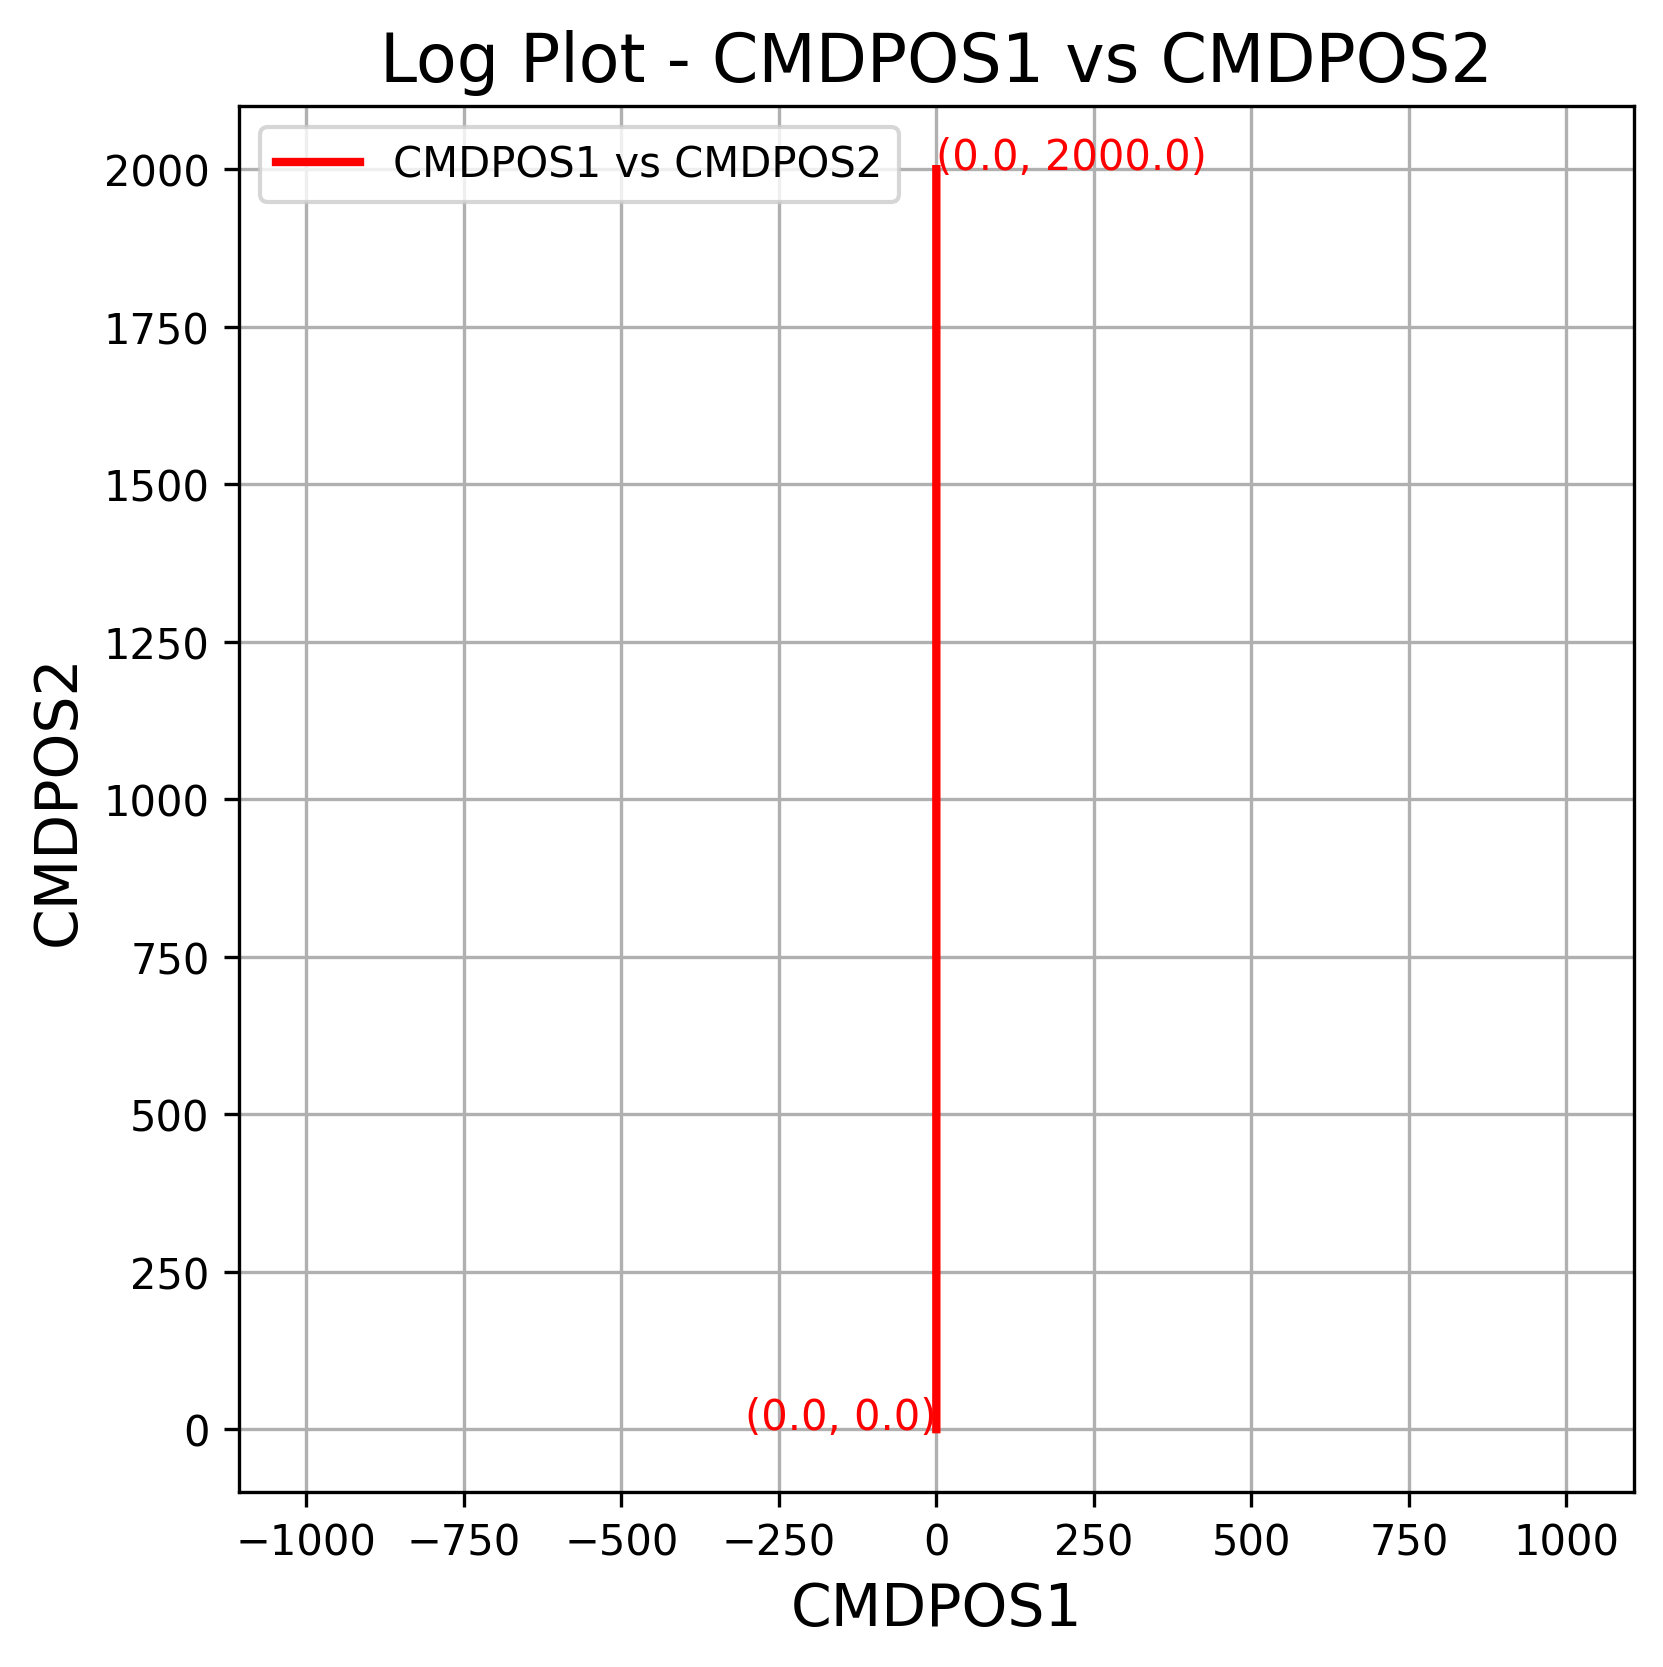 Log Plot - CMDPOS1 vs CMDPOS2
CMDPOS1 vs CMDPOS2
(0.0, 2000.0)
2000
1750
1500
1250
1000
750
500
250
0
CMDPOS2
(0.0, 0.0)
−1000 −750 −500 −250 0 250 500 750 1000
CMDPOS1